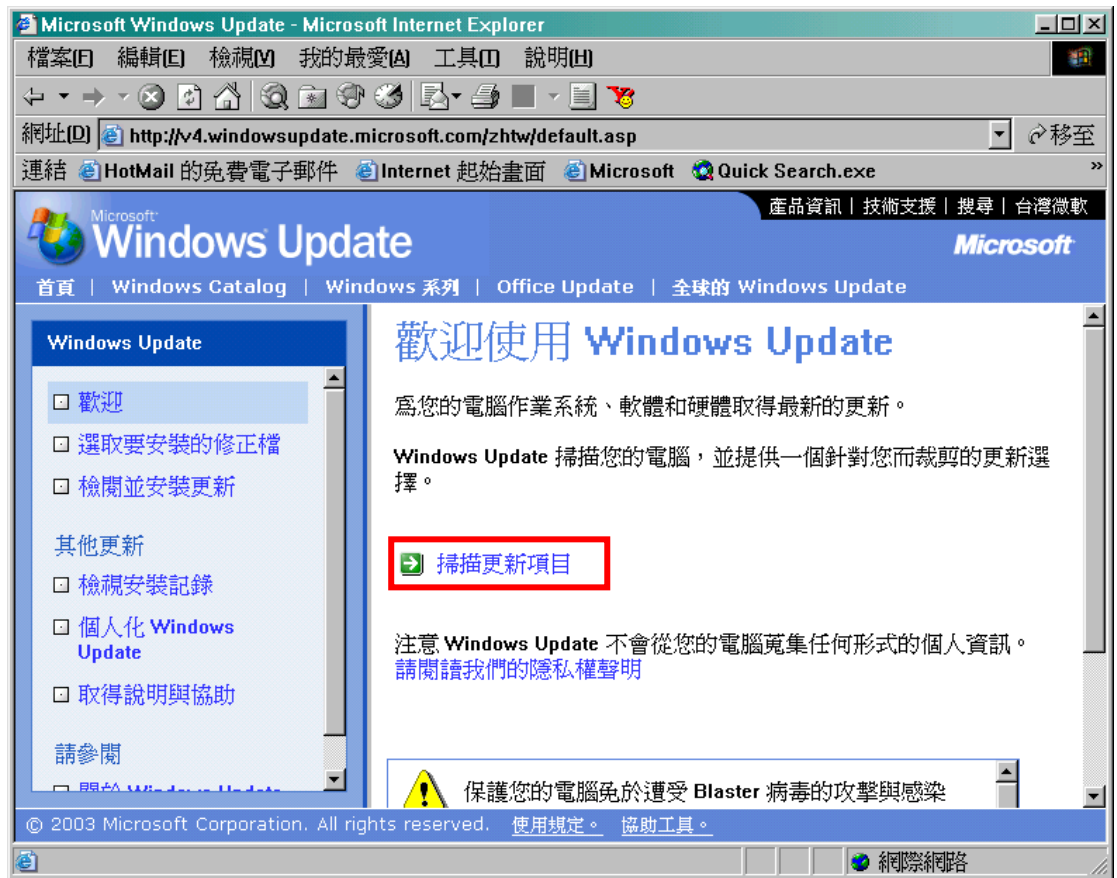 Microsoft Windows Update - Microsoft Internet Explorer
檔案(F) 編輯(E) 檢視(V) 我的最愛(A) 工具(T) 說明(H)
網址(D) http://v4.windowsupdate.microsoft.com/zhtw/default.asp 移至
連結 HotMail 的免費電子郵件 Internet 起始畫面 Microsoft Quick Search.exe »
產品資訊 | 技術支援 | 搜尋 | 台灣微軟
Microsoft
Windows Update
Microsoft
首頁 | Windows Catalog | Windows 系列 | Office Update | 全球的 Windows Update
Windows Update
歡迎
選取要安裝的修正檔
檢閱並安裝更新
其他更新
檢視安裝記錄
個人化 Windows
Update
取得說明與協助
請參閱
關於 Windows Update
歡迎使用 Windows Update
為您的電腦作業系統、軟體和硬體取得最新的更新。
Windows Update 掃描您的電腦，並提供一個針對您而裁剪的更新選
擇。
掃描更新項目
注意 Windows Update 不會從您的電腦蒐集任何形式的個人資訊。
請閱讀我們的隱私權聲明
保護您的電腦免於遭受 Blaster 病毒的攻擊與感染
© 2003 Microsoft Corporation. All rights reserved. 使用規定。 協助工具。
網際網路